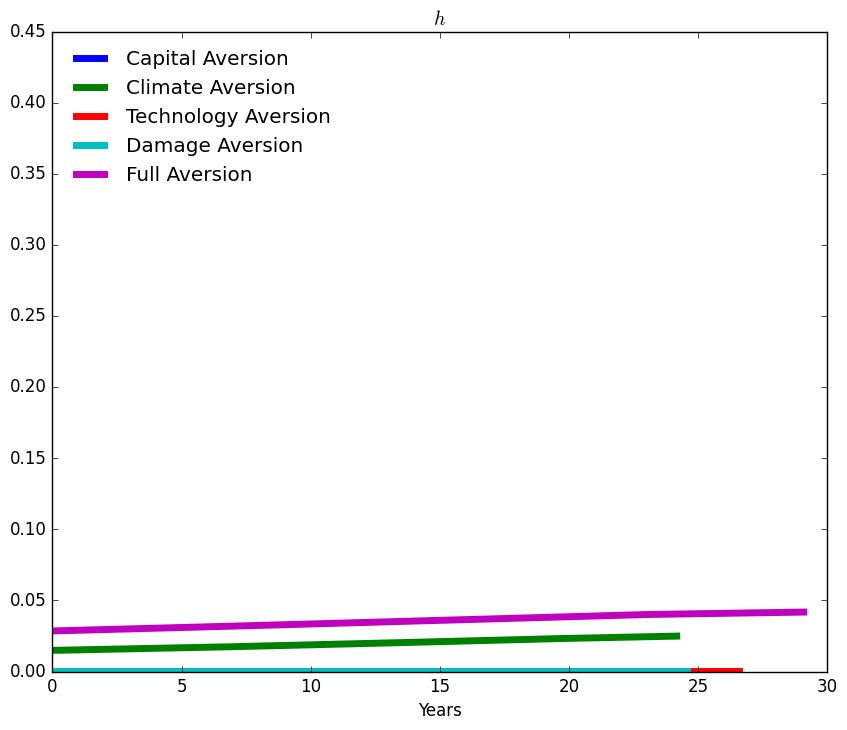 h
0.45
0.40
0.35
0.30
0.25
0.20
0.15
0.10
0.05
0.00
Capital Aversion
Climate Aversion
Technology Aversion
Damage Aversion
Full Aversion
0 5 10 15 20 25 30
Years